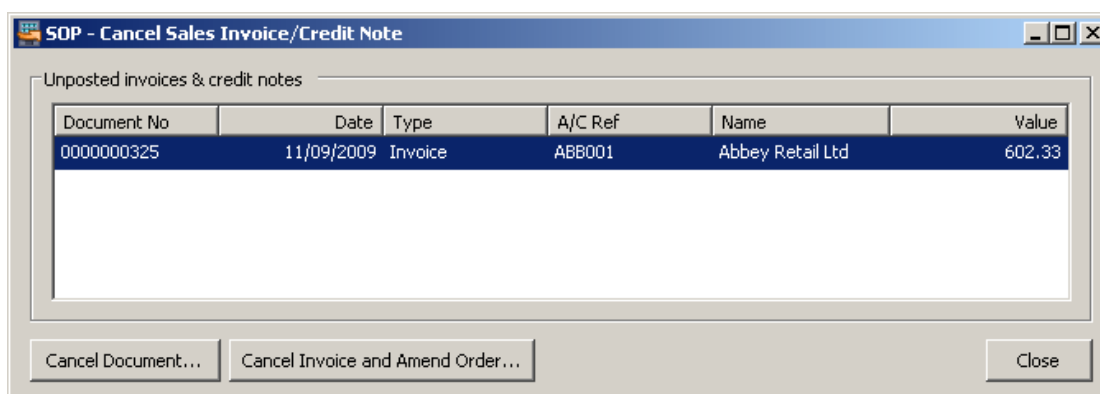 SOP - Cancel Sales Invoice/Credit Note
Unposted invoices & credit notes
Document No Date Type A/C Ref Name Value
0000000325 11/09/2009 Invoice ABB001 Abbey Retail Ltd 602.33
Cancel Document... Cancel Invoice and Amend Order... Close